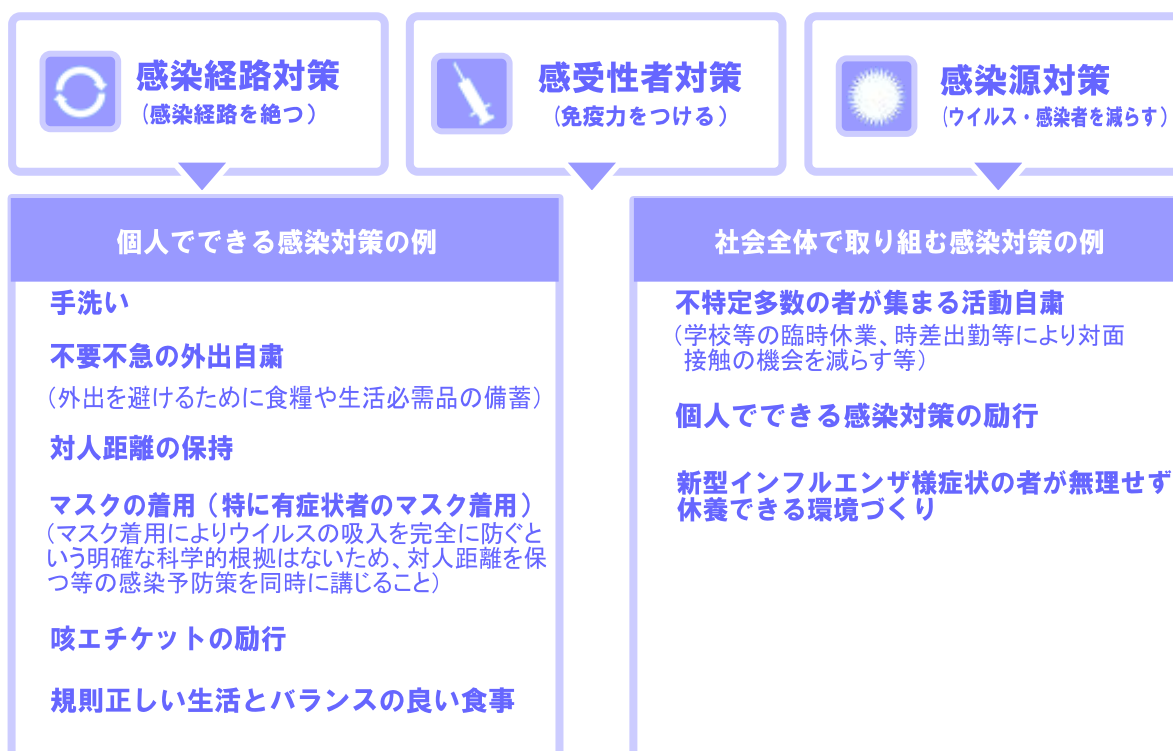 感染経路対策
(感染経路を絶つ)
感受性者対策
(免疫力をつける)
感染源対策
(ウイルス・感染者を減らす)
個人でできる感染対策の例
手洗い
不要不急の外出自粛
(外出を避けるために食糧や生活必需品の備蓄)
対人距離の保持
マスクの着用(特に有症状者のマスク着用)
(マスク着用によりウイルスの吸入を完全に防ぐと
いう明確な科学的根拠はないため、対人距離を保
つ等の感染予防策を同時に講じること)
咳エチケットの励行
規則正しい生活とバランスの良い食事
社会全体で取り組む感染対策の例
不特定多数の者が集まる活動自粛
(学校等の臨時休業、時差出勤等により対面
接触の機会を減らす等)
個人でできる感染対策の励行
新型インフルエンザ様症状の者が無理せず
休養できる環境づくり